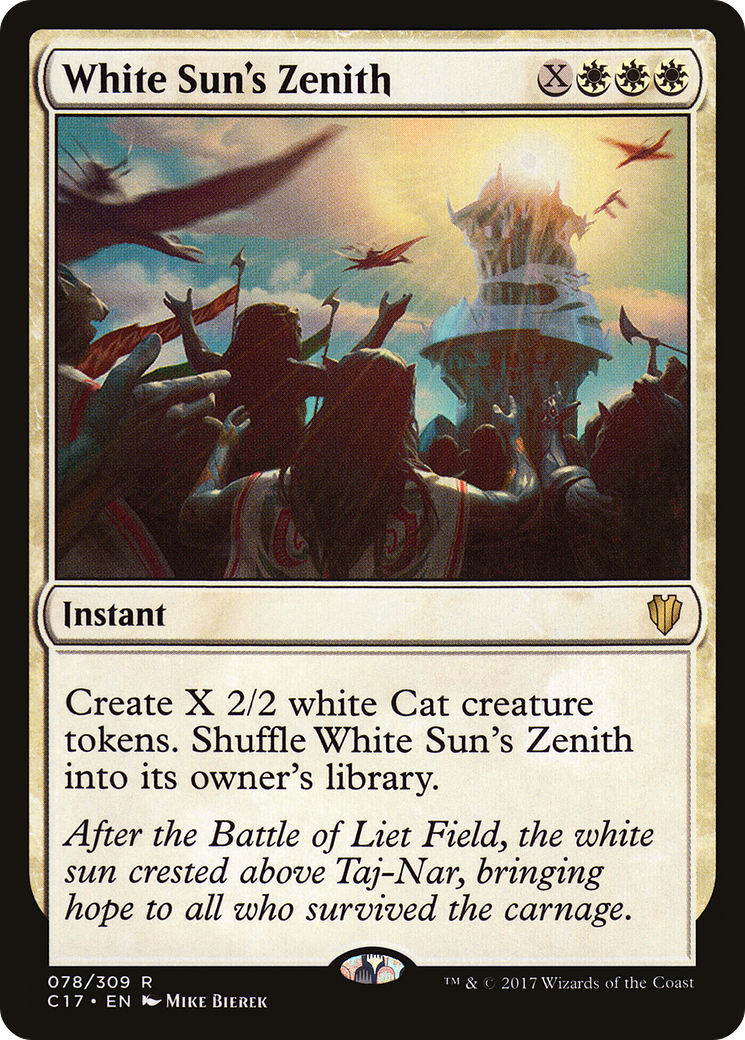 White Sun's Zenith X
Instant
Create X 2/2 white Cat creature
tokens. Shuffle White Sun's Zenith
into its owner's library.
After the Battle of Liet Field, the white
sun crested above Taj-Nar, bringing
hope to all who survived the carnage.
078/309 R
™ & © 2017 Wizards of the Coast
C17 • EN Mike Bierek